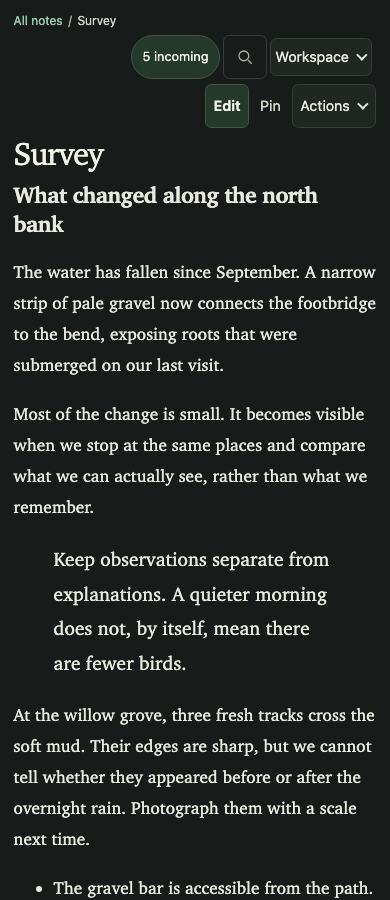 All notes / Survey
5 incoming
Workspace
Edit Pin Actions
Survey
What changed along the north
bank
The water has fallen since September. A narrow
strip of pale gravel now connects the footbridge
to the bend, exposing roots that were
submerged on our last visit.
Most of the change is small. It becomes visible
when we stop at the same places and compare
what we can actually see, rather than what we
remember.
Keep observations separate from
explanations. A quieter morning
does not, by itself, mean there
are fewer birds.
At the willow grove, three fresh tracks cross the
soft mud. Their edges are sharp, but we cannot
tell whether they appeared before or after the
overnight rain. Photograph them with a scale
next time.
• The gravel bar is accessible from the path.